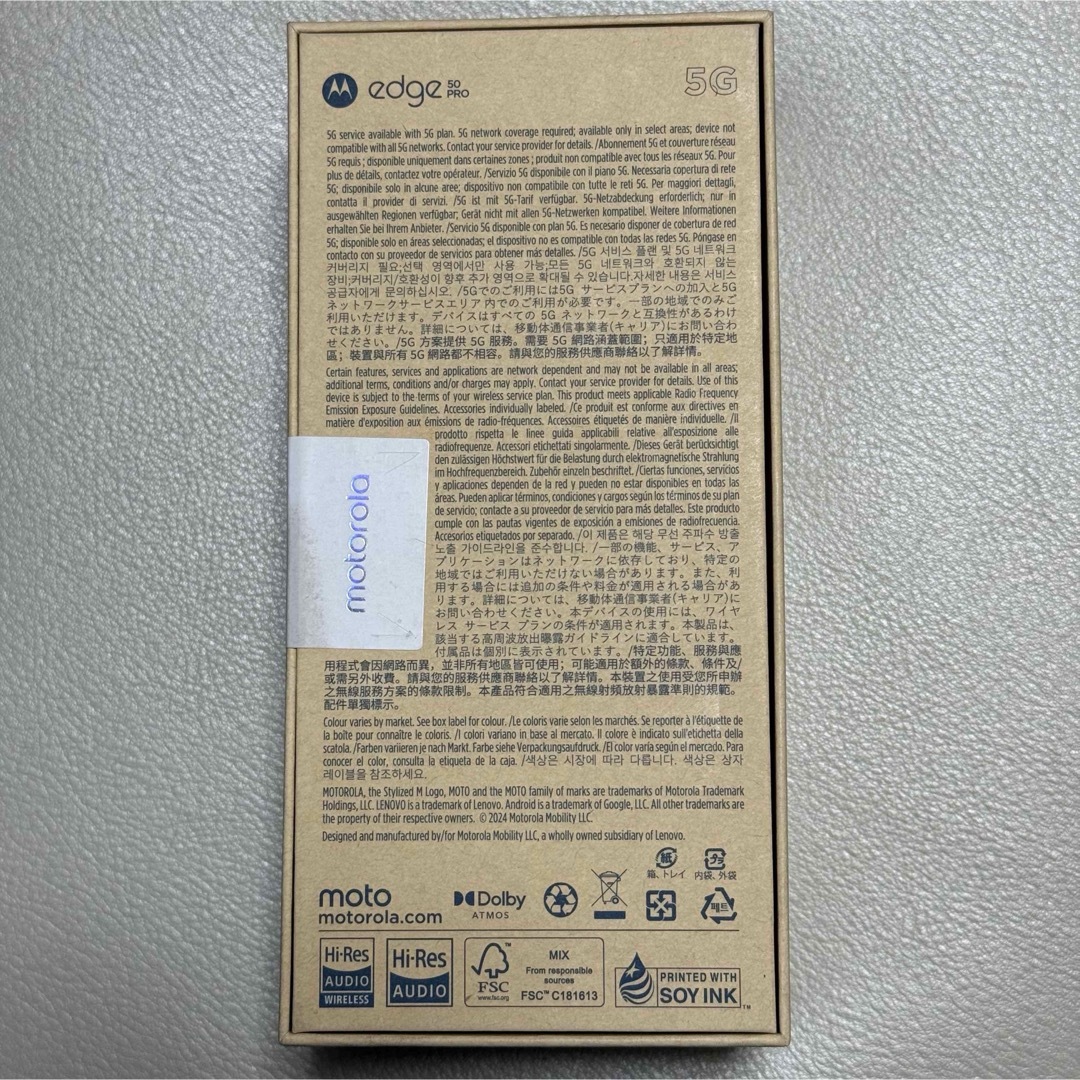 edge 50 PRO
5G
5G service available with 5G plan. 5G network coverage required; available only in select areas; device not
compatible with all 5G networks. Contact your service provider for details. /Abonnement 5G et couverture réseau
5G requis ; disponible uniquement dans certaines zones ; produit non compatible avec tous les réseaux 5G. Pour
plus de détails, contactez votre opérateur. /Servizio 5G disponibile con il piano 5G. Necessaria copertura di rete
5G; disponibile solo in alcune aree; dispositivo non compatibile con tutte le reti 5G. Per maggiori dettagli,
contatta il provider di servizi. /5G ist mit 5G-Tarif verfügbar. 5G-Netzabdeckung erforderlich; nur in
ausgewählten Regionen verfügbar; Gerät nicht mit allen 5G-Netzwerken kompatibel. Weitere Informationen
erhalten Sie bei Ihrem Anbieter. /Servicio 5G disponible con plan 5G. Es necesario disponer de cobertura de red
5G; disponible solo en áreas seleccionadas; el dispositivo no es compatible con todas las redes 5G. Póngase en
contacto con su proveedor de servicios para obtener más detalles. /5G 서비스 플랜 및 5G 네트워크
커버리지 필요;선택 영역에서만 사용 가능;모든 5G 네트워크와 호환되지 않는
장비;커버리지/호환성이 향후 추가 영역으로 확대될 수 있습니다.자세한 내용은 서비스
공급자에게 문의하십시오. /5Gでのご利用には5G サービスプランへの加入と5G
ネットワークサービスエリア内でのご利用が必要です。一部の地域でのみご
利用いただけます。デバイスはすべての 5G ネットワークと互換性があるわけ
ではありません。詳細については、移動体通信事業者(キャリア)にお問い合わ
せください。/5G 方案提供 5G 服務。需要 5G 網路涵蓋範圍；只適用於特定地
區；裝置與所有 5G 網路都不相容。請與您的服務供應商聯絡以了解詳情。
Certain features, services and applications are network dependent and may not be available in all areas;
additional terms, conditions and/or charges may apply. Contact your service provider for details. Use of this
device is subject to the terms of your wireless service plan. This product meets applicable Radio Frequency
Emission Exposure Guidelines. Accessories individually labeled. /Ce produit est conforme aux directives en
matière d'exposition aux émissions de radio-fréquences. Accessoires étiquetés de manière individuelle. /Il
prodotto rispetta le linee guida applicabili relative all'esposizione alle
radiofrequenze. Accessori etichettati singolarmente. /Dieses Gerät berücksichtigt
den zulässigen Höchstwert für die Belastung durch elektromagnetische Strahlung
im Hochfrequenzbereich. Zubehör einzeln beschriftet. /Ciertas funciones, servicios
y aplicaciones dependen de la red y pueden no estar disponibles en todas las
áreas. Pueden aplicar términos, condiciones y cargos según los términos de su plan
de servicio; contacte a su proveedor de servicio para más detalles. Este producto
cumple con las pautas vigentes de exposición a emisiones de radiofrecuencia.
Accesorios etiquetados por separado. /이 제품은 해당 무선 주파수 방출
노출 가이드라인을 준수합니다. /一部の機能、サービス、ア
プリケーションはネットワークに依存しており、特定の
地域ではご利用いただけない場合があります。また、利
用する場合には追加の条件や料金が適用される場合があ
ります。詳細については、移動体通信事業者(キャリア)に
お問い合わせください。本デバイスの使用には、ワイヤ
レス サービス プランの条件が適用されます。本製品は、
該当する高周波放出曝露ガイドラインに適合しています。
付属品は個別に表示されています。/特定功能、服務與應
用程式會因網路而異，並非所有地區皆可使用；可能適用於額外的條款、條件及/
或需另外收費。請與您的服務供應商聯絡以了解詳情。本裝置之使用受您所申辦
之無線服務方案的條款限制。本產品符合適用之無線射頻放射暴露準則的規範。
配件單獨標示。
motorola
Colour varies by market. See box label for colour. /Le coloris varie selon les marchés. Se reporter à l'étiquette de
la boîte pour connaître le coloris. /I colori variano in base al mercato. Il colore è indicato sull'etichetta della
scatola. /Farben variieren je nach Markt. Farbe siehe Verpackungsaufdruck. /El color varía según el mercado. Para
conocer el color, consulta la etiqueta de la caja. /색상은 시장에 따라 다릅니다. 색상은 상자
레이블을 참조하세요.
MOTOROLA, the Stylized M Logo, MOTO and the MOTO family of marks are trademarks of Motorola Trademark
Holdings, LLC. LENOVO is a trademark of Lenovo. Android is a trademark of Google, LLC. All other trademarks are
the property of their respective owners. © 2024 Motorola Mobility LLC.
Designed and manufactured by/for Motorola Mobility LLC, a wholly owned subsidiary of Lenovo.
紙
箱、トレイ
プラ
内袋、外袋
moto
motorola.com
Dolby
ATMOS
페트
Hi-Res
AUDIO
WIRELESS
Hi-Res
AUDIO
FSC
www.fsc.org
MIX
From responsible
sources
FSC™ C181613
PRINTED WITH
SOY INK™